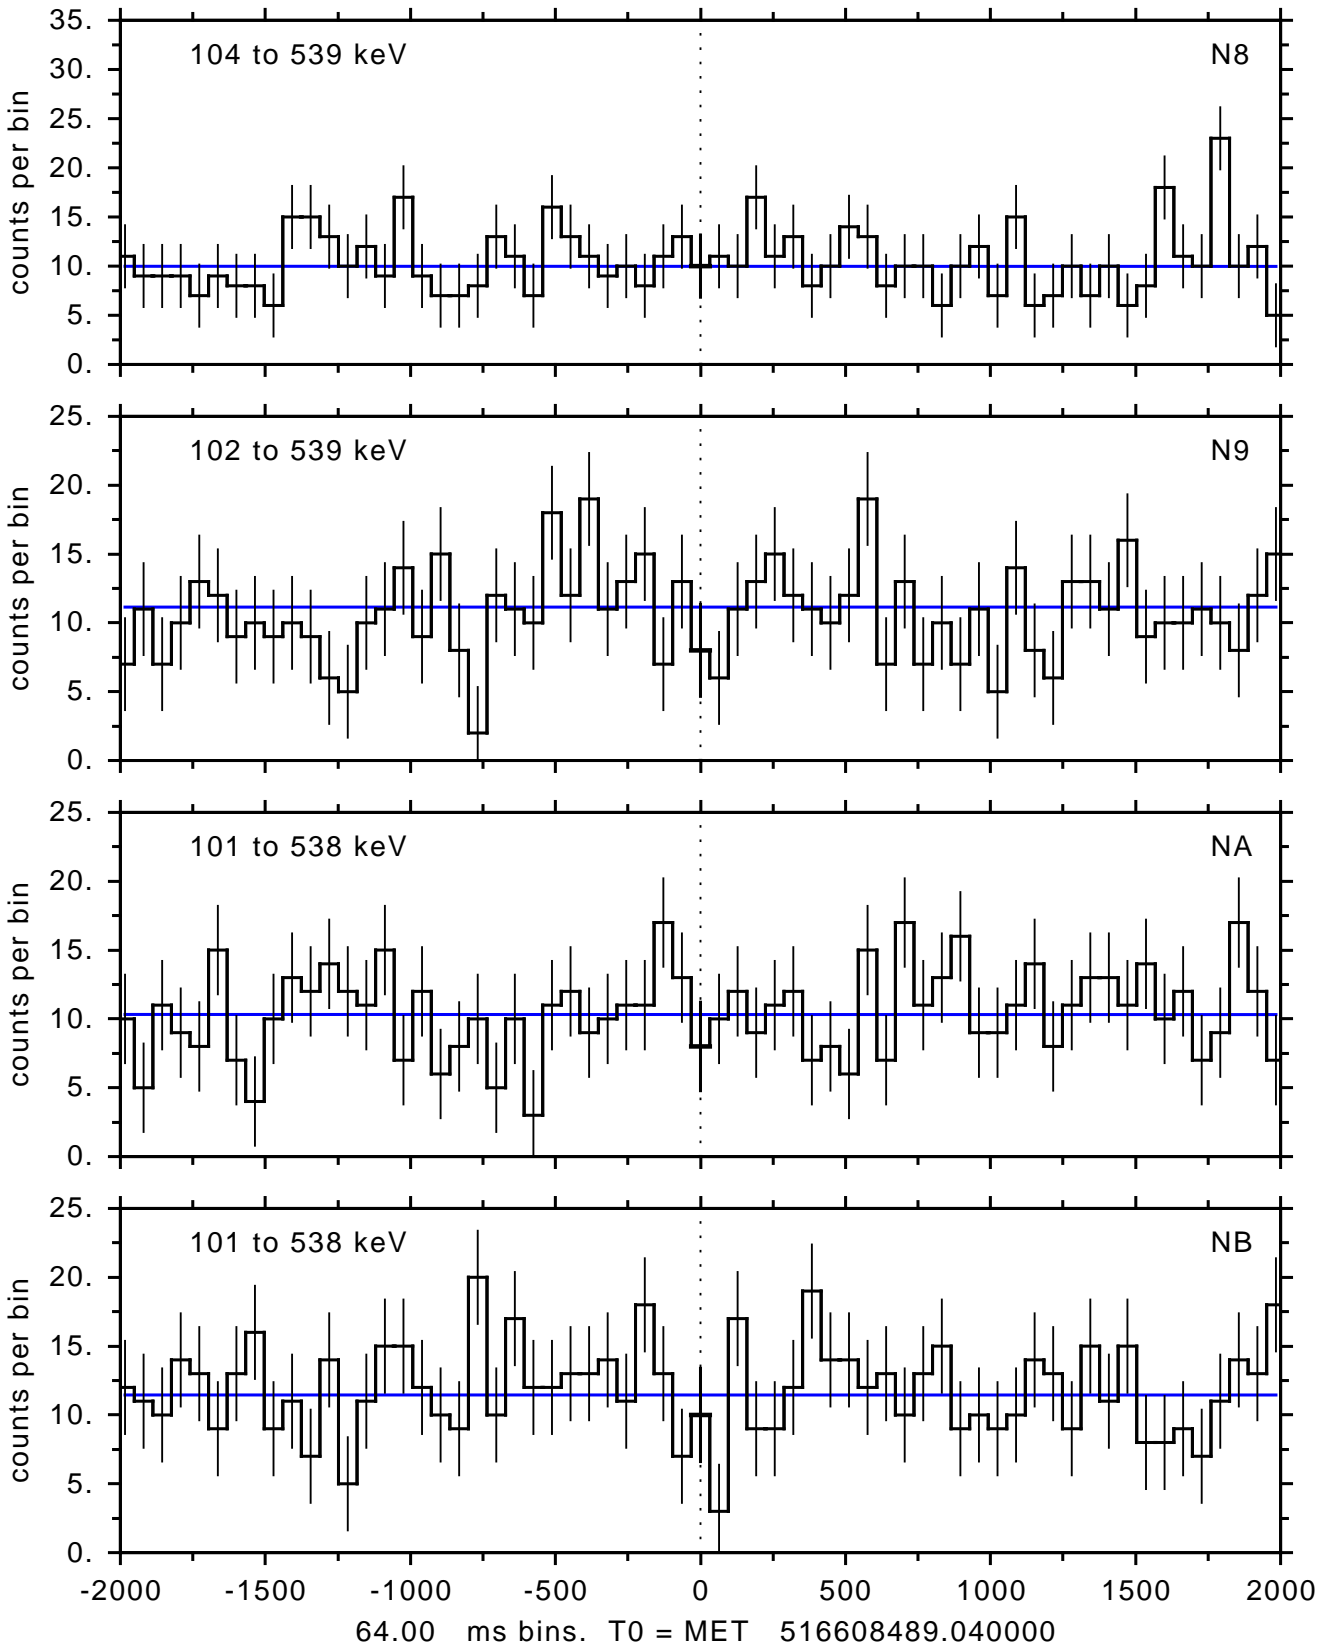 35.
30.
25.
20.
15.
10.
5.
0.
counts per bin
104 to 539 keV
N8
25.
20.
15.
10.
5.
0.
counts per bin
102 to 539 keV
N9
25.
20.
15.
10.
5.
0.
counts per bin
101 to 538 keV
NA
25.
20.
15.
10.
5.
0.
counts per bin
101 to 538 keV
NB
-2000 -1500 -1000 -500 0 500 1000 1500 2000
64.00 ms bins. T0 = MET 516608489.040000